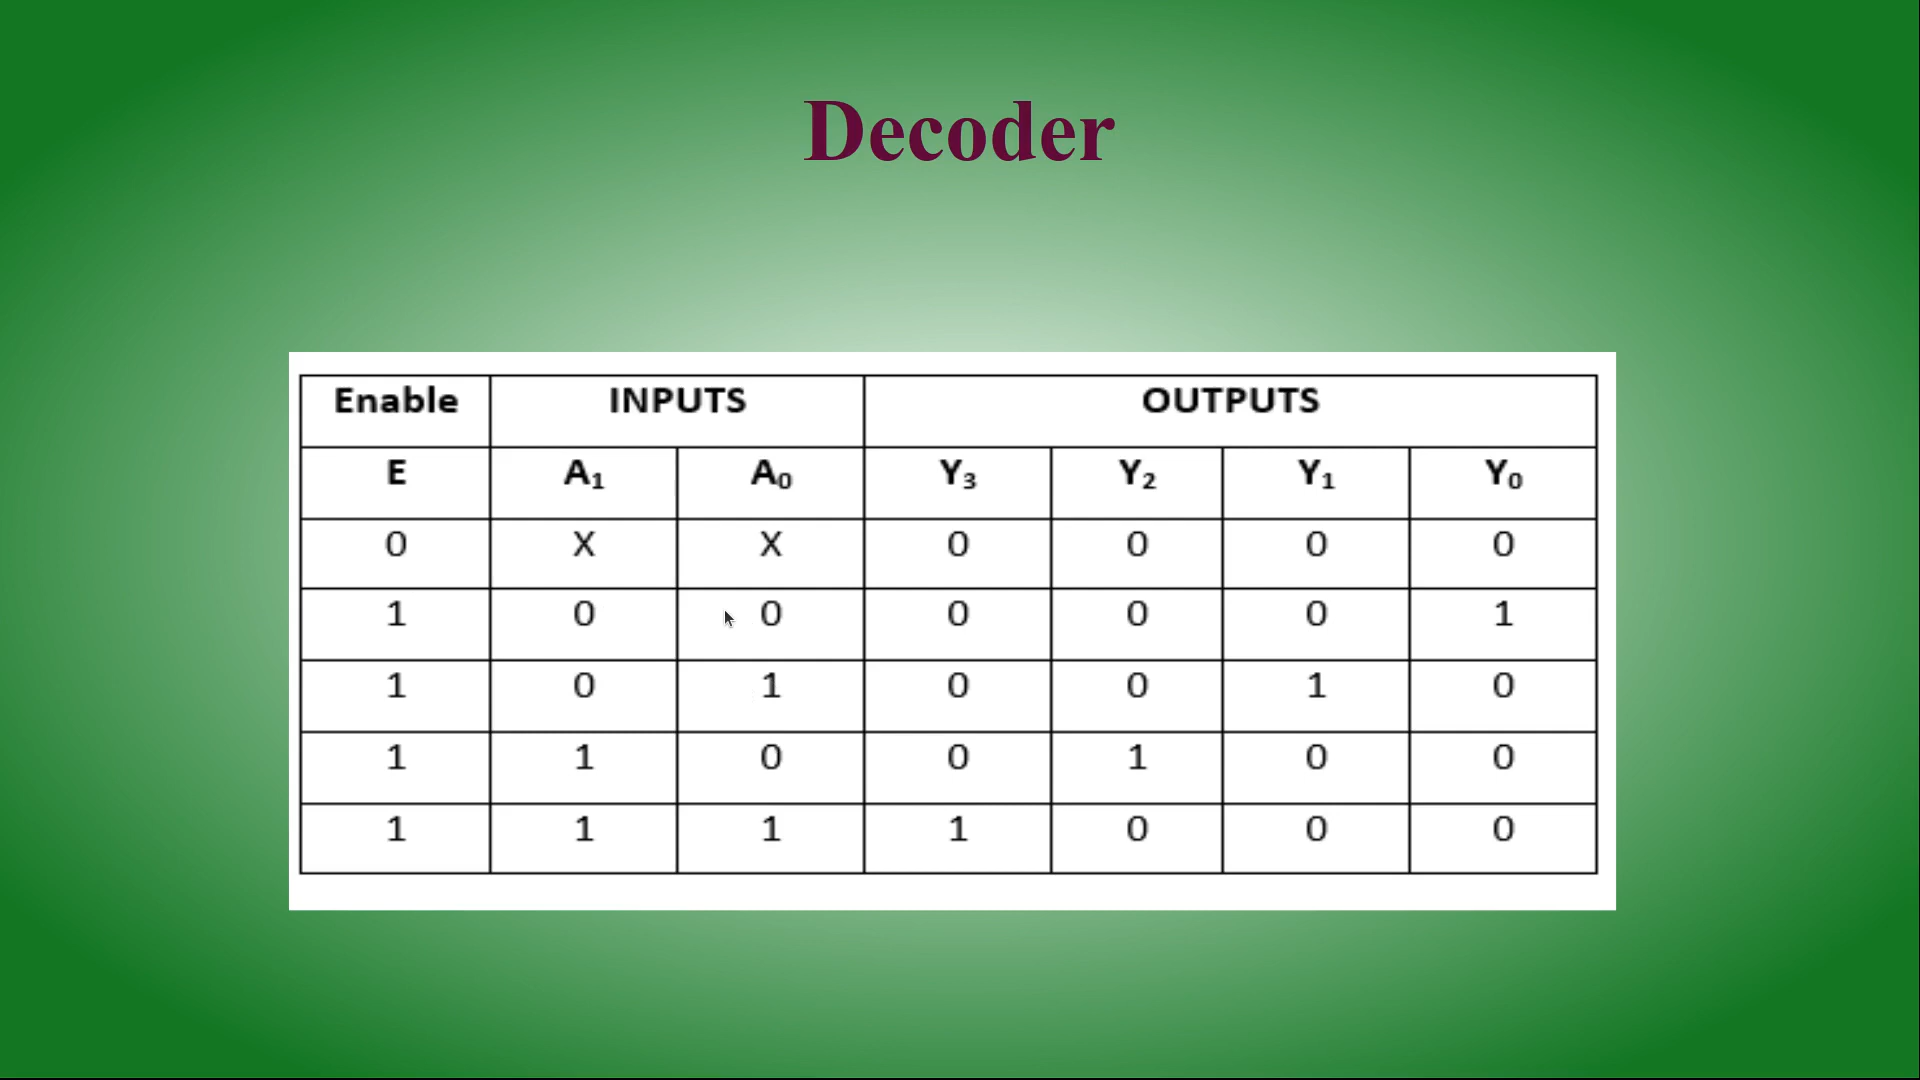 Decoder
Enable INPUTS OUTPUTS
E A₁ A₀ Y₃ Y₂ Y₁ Y₀
0 X X 0 0 0 0
1 0 0 0 0 0 1
1 0 1 0 0 1 0
1 1 0 0 1 0 0
1 1 1 1 0 0 0